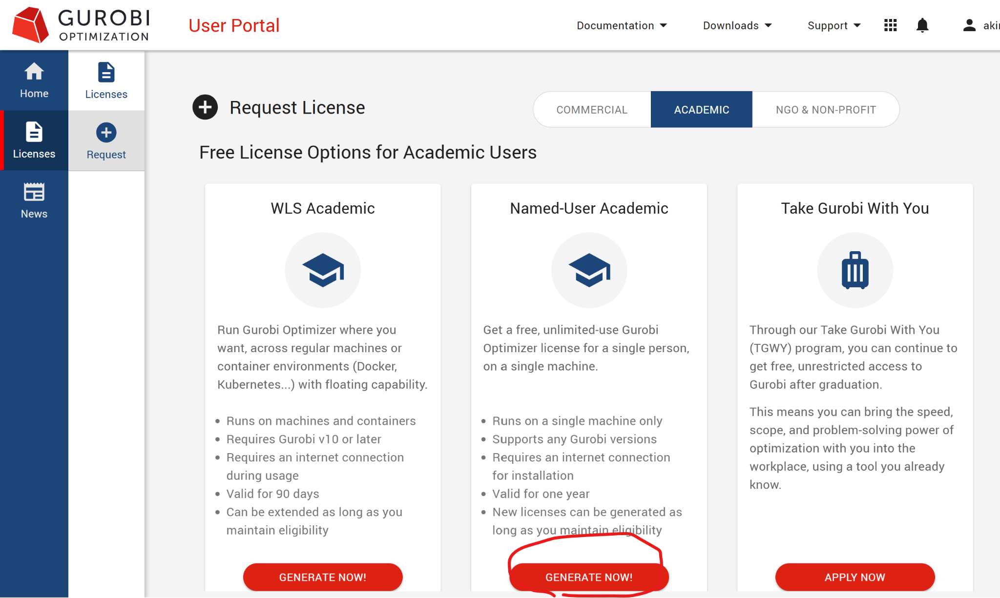 GUROBI
OPTIMIZATION
User Portal
Documentation
Downloads
Support
Home
Licenses
News
Licenses
Request
Request License
COMMERCIAL
ACADEMIC
NGO & NON-PROFIT
Free License Options for Academic Users
WLS Academic
Run Gurobi Optimizer where you
want, across regular machines or
container environments (Docker,
Kubernetes...) with floating capability.
• Runs on machines and containers
• Requires Gurobi v10 or later
• Requires an internet connection
during usage
• Valid for 90 days
• Can be extended as long as you
maintain eligibility
GENERATE NOW!
Named-User Academic
Get a free, unlimited-use Gurobi
Optimizer license for a single person,
on a single machine.
• Runs on a single machine only
• Supports any Gurobi versions
• Requires an internet connection
for installation
• Valid for one year
• New licenses can be generated as
long as you maintain eligibility
GENERATE NOW!
Take Gurobi With You
Through our Take Gurobi With You
(TGWY) program, you can continue to
get free, unrestricted access to
Gurobi after graduation.
This means you can bring the speed,
scope, and problem-solving power of
optimization with you into the
workplace, using a tool you already
know.
APPLY NOW